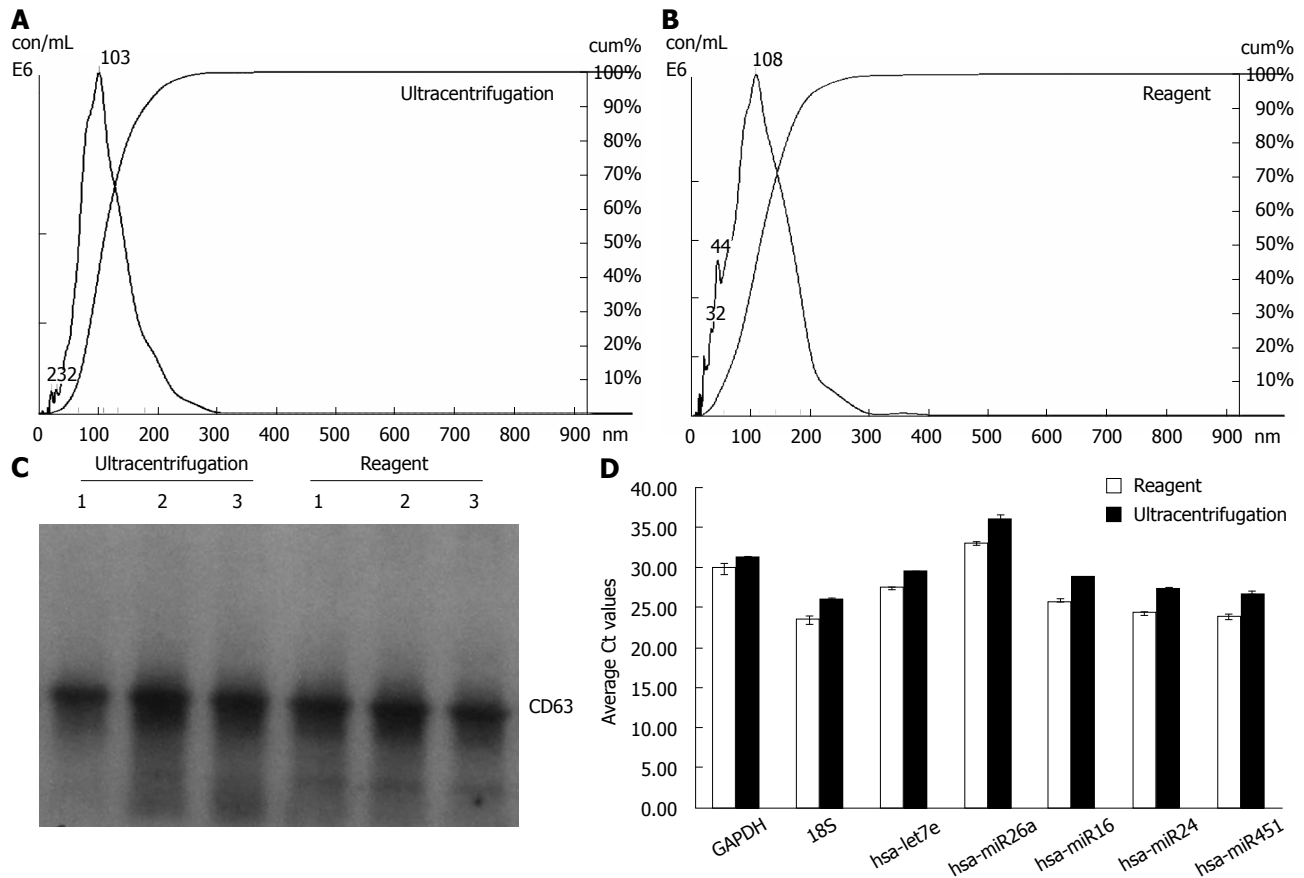 A
con/mL
E6
103
cum%
100%
Ultracentrifugation
90%
80%
70%
60%
50%
40%
30%
20%
10%
232
0 100 200 300 400 500 600 700 800 900 nm
B
con/mL
E6
108
cum%
100%
Reagent
90%
80%
70%
60%
50%
44
40%
32
30%
20%
10%
0 100 200 300 400 500 600 700 800 900 nm
C
Ultracentrifugation Reagent
1 2 3 1 2 3
CD63
D
Reagent
Ultracentrifugation
Average Ct values
40.00
35.00
30.00
25.00
20.00
15.00
10.00
5.00
0.00
GAPDH
18S
hsa-let7e
hsa-miR26a
hsa-miR16
hsa-miR24
hsa-miR451